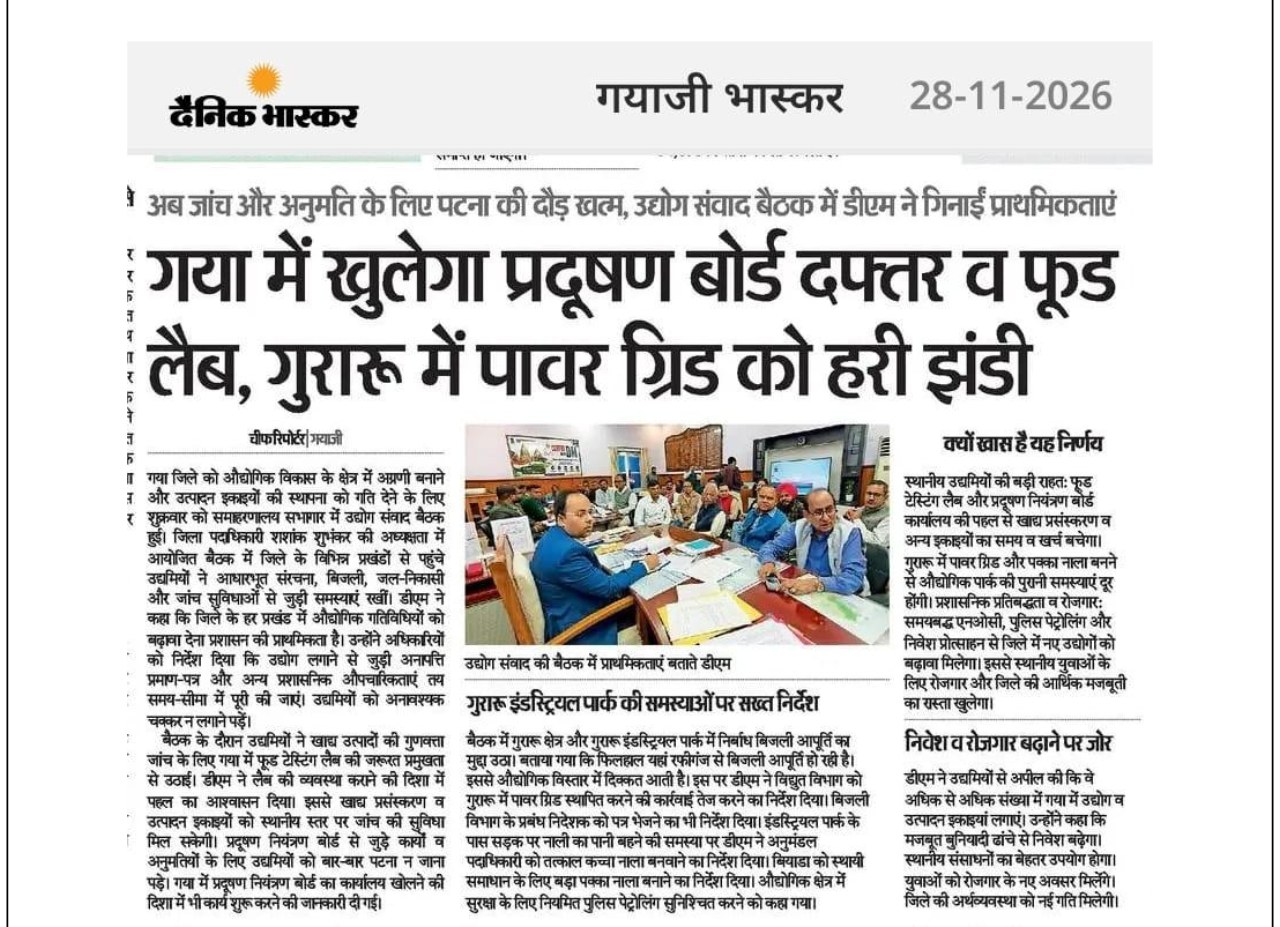 दैनिक भास्कर
गयाजी भास्कर
28-11-2026
अब जांच और अनुमति के लिए पटना की दौड़ खत्म, उद्योग संवाद बैठक में डीएम ने गिनाईं प्राथमिकताएं
गया में खुलेगा प्रदूषण बोर्ड दफ्तर व फूड
लैब, गुरारू में पावर ग्रिड को हरी झंडी
चीफ रिपोर्टर|गयाजी
गया जिले को औद्योगिक विकास के क्षेत्र में अग्रणी बनाने
और उत्पादन इकाइयों की स्थापना को गति देने के लिए
शुक्रवार को समाहरणालय सभागार में उद्योग संवाद बैठक
हुई। जिला पदाधिकारी शशांक शुभंकर की अध्यक्षता में
आयोजित बैठक में जिले के विभिन्न प्रखंडों से पहुंचे
उद्यमियों ने आधारभूत संरचना, बिजली, जल-निकासी
और जांच सुविधाओं से जुड़ी समस्याएं रखीं। डीएम ने
कहा कि जिले के हर प्रखंड में औद्योगिक गतिविधियों को
बढ़ावा देना प्रशासन की प्राथमिकता है। उन्होंने अधिकारियों
को निर्देश दिया कि उद्योग लगाने से जुड़ी अनापत्ति
प्रमाण-पत्र और अन्य प्रशासनिक औपचारिकताएं तय
समय-सीमा में पूरी की जाएं। उद्यमियों को अनावश्यक
चक्कर न लगाने पड़ें।
बैठक के दौरान उद्यमियों ने खाद्य उत्पादों की गुणवत्ता
जांच के लिए गया में फूड टेस्टिंग लैब की जरूरत प्रमुखता
से उठाई। डीएम ने लैब की व्यवस्था कराने की दिशा में
पहल का आश्वासन दिया। इससे खाद्य प्रसंस्करण व
उत्पादन इकाइयों को स्थानीय स्तर पर जांच की सुविधा
मिल सकेगी। प्रदूषण नियंत्रण बोर्ड से जुड़े कार्यों व
अनुमतियों के लिए उद्यमियों को बार-बार पटना न जाना
पड़े। गया में प्रदूषण नियंत्रण बोर्ड का कार्यालय खोलने की
दिशा में भी कार्य शुरू करने की जानकारी दी गई।
उद्योग संवाद की बैठक में प्राथमिकताएं बताते डीएम
गुरारू इंडस्ट्रियल पार्क की समस्याओं पर सख्त निर्देश
बैठक में गुरारू क्षेत्र और गुरारू इंडस्ट्रियल पार्क में निर्बाध बिजली आपूर्ति का
मुद्दा उठा। बताया गया कि फिलहाल यहां रफीगंज से बिजली आपूर्ति हो रही है।
इससे औद्योगिक विस्तार में दिक्कत आती है। इस पर डीएम ने विद्युत विभाग को
गुरारू में पावर ग्रिड स्थापित करने की कार्रवाई तेज करने का निर्देश दिया। बिजली
विभाग के प्रबंध निदेशक को पत्र भेजने का भी निर्देश दिया। इंडस्ट्रियल पार्क के
पास सड़क पर नाली का पानी बहने की समस्या पर डीएम ने अनुमंडल
पदाधिकारी को तत्काल कच्चा नाला बनवाने का निर्देश दिया। बियाडा को स्थायी
समाधान के लिए बड़ा पक्का नाला बनाने का निर्देश दिया। औद्योगिक क्षेत्र में
सुरक्षा के लिए नियमित पुलिस पेट्रोलिंग सुनिश्चित करने को कहा गया।
क्यों खास है यह निर्णय
स्थानीय उद्यमियों की बड़ी राहत: फूड
टेस्टिंग लैब और प्रदूषण नियंत्रण बोर्ड
कार्यालय की पहल से खाद्य प्रसंस्करण व
अन्य इकाइयों का समय व खर्च बचेगा।
गुरारू में पावर ग्रिड और पक्का नाला बनने
से औद्योगिक पार्क की पुरानी समस्याएं दूर
होंगी। प्रशासनिक प्रतिबद्धता व रोजगार:
समयबद्ध एनओसी, पुलिस पेट्रोलिंग और
निवेश प्रोत्साहन से जिले में नए उद्योगों को
बढ़ावा मिलेगा। इससे स्थानीय युवाओं के
लिए रोजगार और जिले की आर्थिक मजबूती
का रास्ता खुलेगा।
निवेश व रोजगार बढ़ाने पर जोर
डीएम ने उद्यमियों से अपील की कि वे
अधिक से अधिक संख्या में गया में उद्योग व
उत्पादन इकाइयां लगाएं। उन्होंने कहा कि
मजबूत बुनियादी ढांचे से निवेश बढ़ेगा।
स्थानीय संसाधनों का बेहतर उपयोग होगा।
युवाओं को रोजगार के नए अवसर मिलेंगे।
जिले की अर्थव्यवस्था को नई गति मिलेगी।